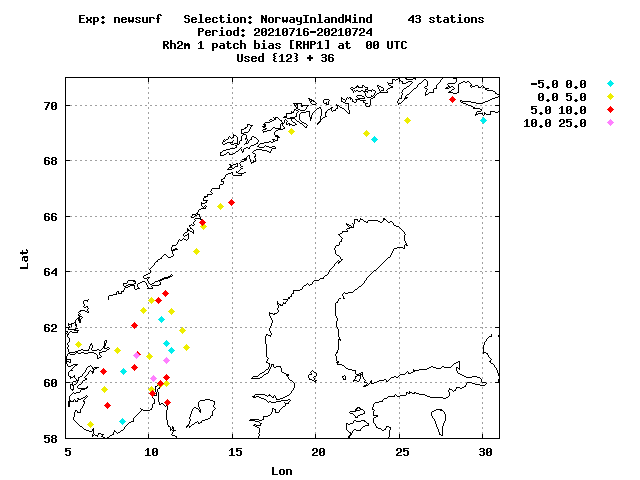 Exp: newsurf Selection: NorwayInlandWind 43 stations
Period: 20210716-20210724
Rh2m 1 patch bias [RHP1] at 00 UTC
Used {12} + 36
-5.0 0.0
0.0 5.0
5.0 10.0
10.0 25.0
70
68
66
64
62
60
58
Lat
5 10 15 20 25 30
Lon